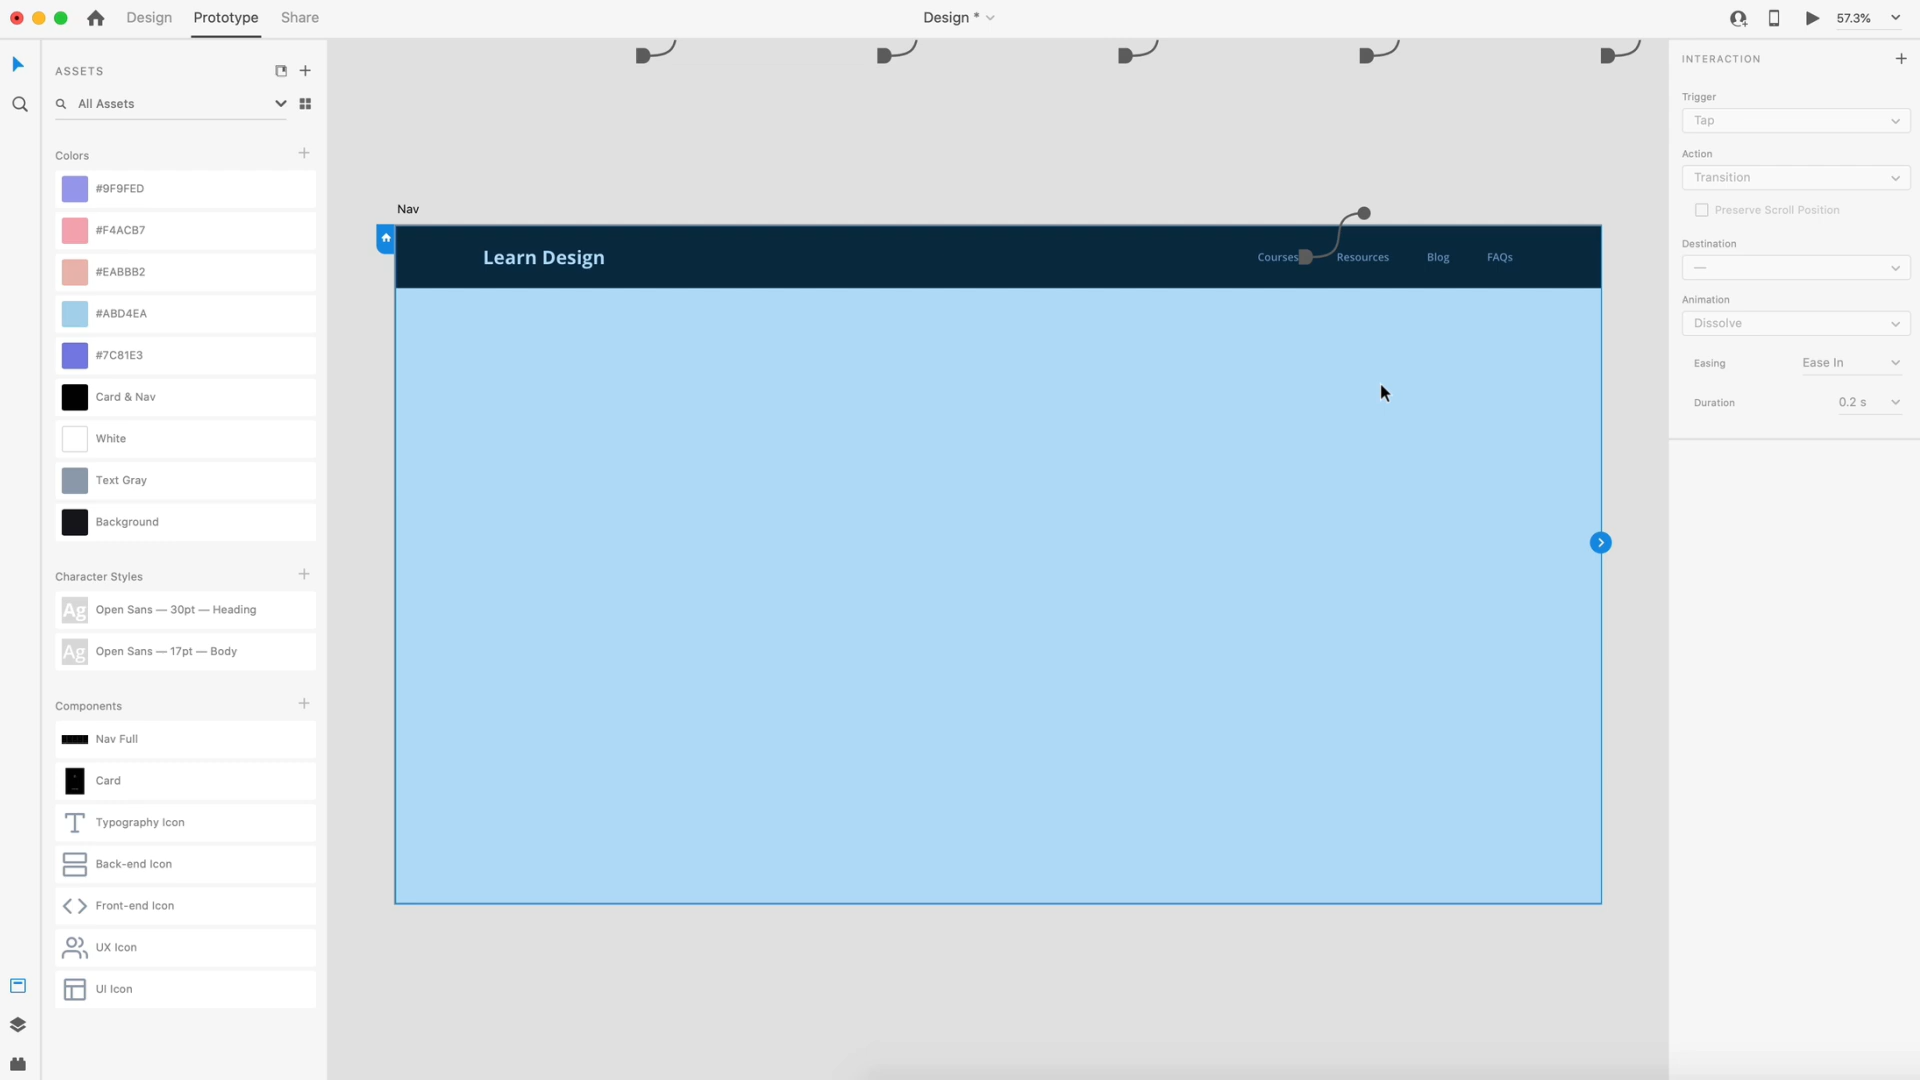 Design Prototype Share Design * 57.3%
ASSETS
All Assets
Colors
#9F9FED
#F4ACB7
#EABBB2
#ABD4EA
#7C81E3
Card & Nav
White
Text Gray
Background
Character Styles
Ag Open Sans — 30pt — Heading
Ag Open Sans — 17pt — Body
Components
Nav Full
Card
Typography Icon
Back-end Icon
Front-end Icon
UX Icon
UI Icon
Nav
Learn Design Courses Resources Blog FAQs
INTERACTION
Trigger
Tap
Action
Transition
Preserve Scroll Position
Destination
—
Animation
Dissolve
Easing Ease In
Duration 0.2 s